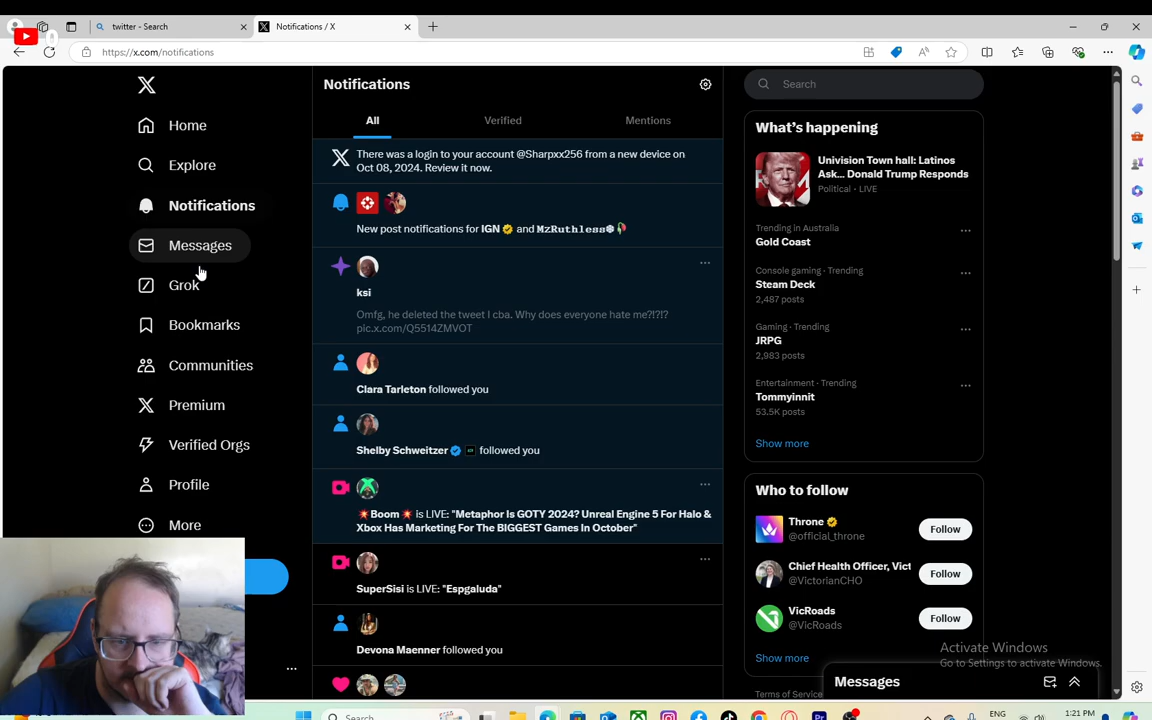 twitter - Search
Notifications / X
https://x.com/notifications
Home
Explore
Notifications
Messages
Grok
Bookmarks
Communities
Premium
Verified Orgs
Profile
More
Notifications
All
Verified
Mentions
There was a login to your account @Sharpxx256 from a new device on
Oct 08, 2024. Review it now.
New post notifications for IGN and MzRuthless
ksi
Omfg, he deleted the tweet I cba. Why does everyone hate me?!?!?
pic.x.com/Q5514ZMVOT
Clara Tarleton followed you
Shelby Schweitzer followed you
💥Boom💥 is LIVE: "Metaphor Is GOTY 2024? Unreal Engine 5 For Halo &
Xbox Has Marketing For The BIGGEST Games In October"
SuperSisi is LIVE: "Espgaluda"
Devona Maenner followed you
Search
What's happening
Univision Town hall: Latinos
Ask... Donald Trump Responds
Political · LIVE
Trending in Australia
Gold Coast
Console gaming · Trending
Steam Deck
2,487 posts
Gaming · Trending
JRPG
2,983 posts
Entertainment · Trending
Tommyinnit
53.5K posts
Show more
Who to follow
Throne
@official_throne
Follow
Chief Health Officer, Vict
@VictorianCHO
Follow
VicRoads
@VicRoads
Follow
Show more
Terms of Service
Messages
Activate Windows
Go to Settings to activate Windows.
Search
ENG
1:21 PM